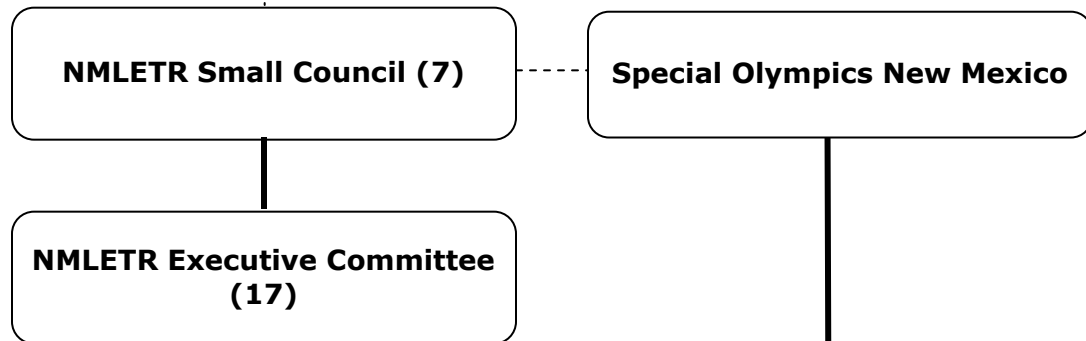 NMLETR Small Council (7)
Special Olympics New Mexico
NMLETR Executive Committee
(17)